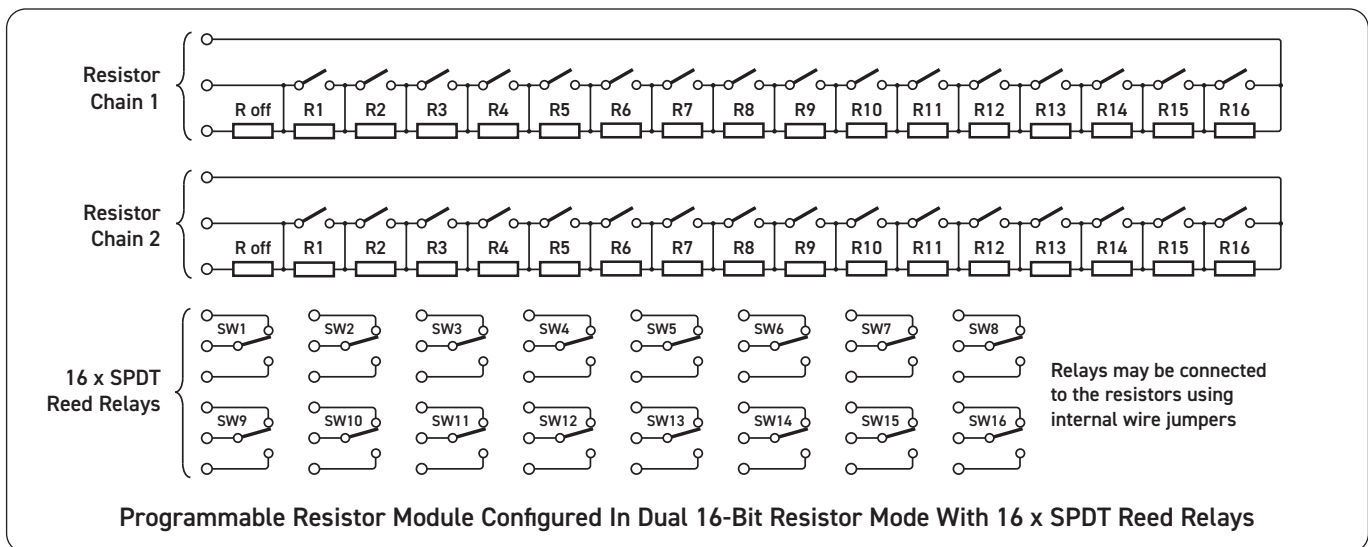 Resistor
Chain 1
R off R1 R2 R3 R4 R5 R6 R7 R8 R9 R10 R11 R12 R13 R14 R15 R16
Resistor
Chain 2
R off R1 R2 R3 R4 R5 R6 R7 R8 R9 R10 R11 R12 R13 R14 R15 R16
16 x SPDT
Reed Relays
SW1 SW2 SW3 SW4 SW5 SW6 SW7 SW8
SW9 SW10 SW11 SW12 SW13 SW14 SW15 SW16
Relays may be connected
to the resistors using
internal wire jumpers
Programmable Resistor Module Configured In Dual 16-Bit Resistor Mode With 16 x SPDT Reed Relays